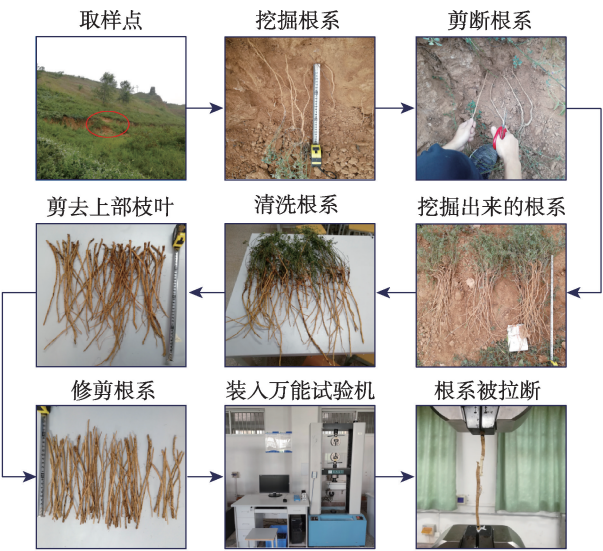 取样点
挖掘根系
剪断根系
挖掘出来的根系
清洗根系
剪去上部枝叶
修剪根系
装入万能试验机
根系被拉断